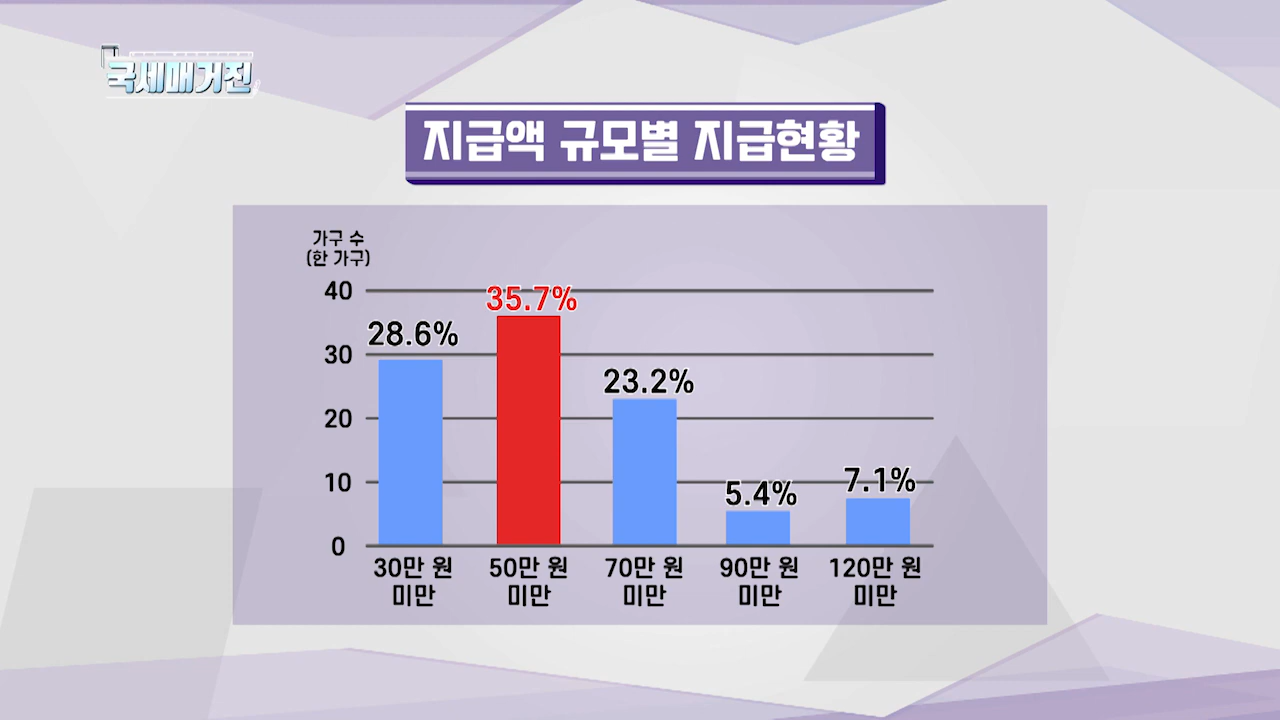 국세매거진
지급액 규모별 지급현황
가구 수
(한 가구)
40
30
20
10
0
28.6%
35.7%
23.2%
5.4%
7.1%
30만 원
미만
50만 원
미만
70만 원
미만
90만 원
미만
120만 원
미만